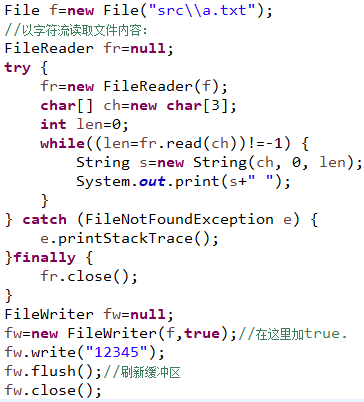 File f=new File("src\\a.txt");
//以字符流读取文件内容:
FileReader fr=null;
try {
    fr=new FileReader(f);
    char[] ch=new char[3];
    int len=0;
    while((len=fr.read(ch))!=-1) {
        String s=new String(ch, 0, len);
        System.out.print(s+" ");
    }
} catch (FileNotFoundException e) {
    e.printStackTrace();
}finally {
    fr.close();
}
FileWriter fw=null;
fw=new FileWriter(f,true);//在这里加true.
fw.write("12345");
fw.flush();//刷新缓冲区
fw.close();